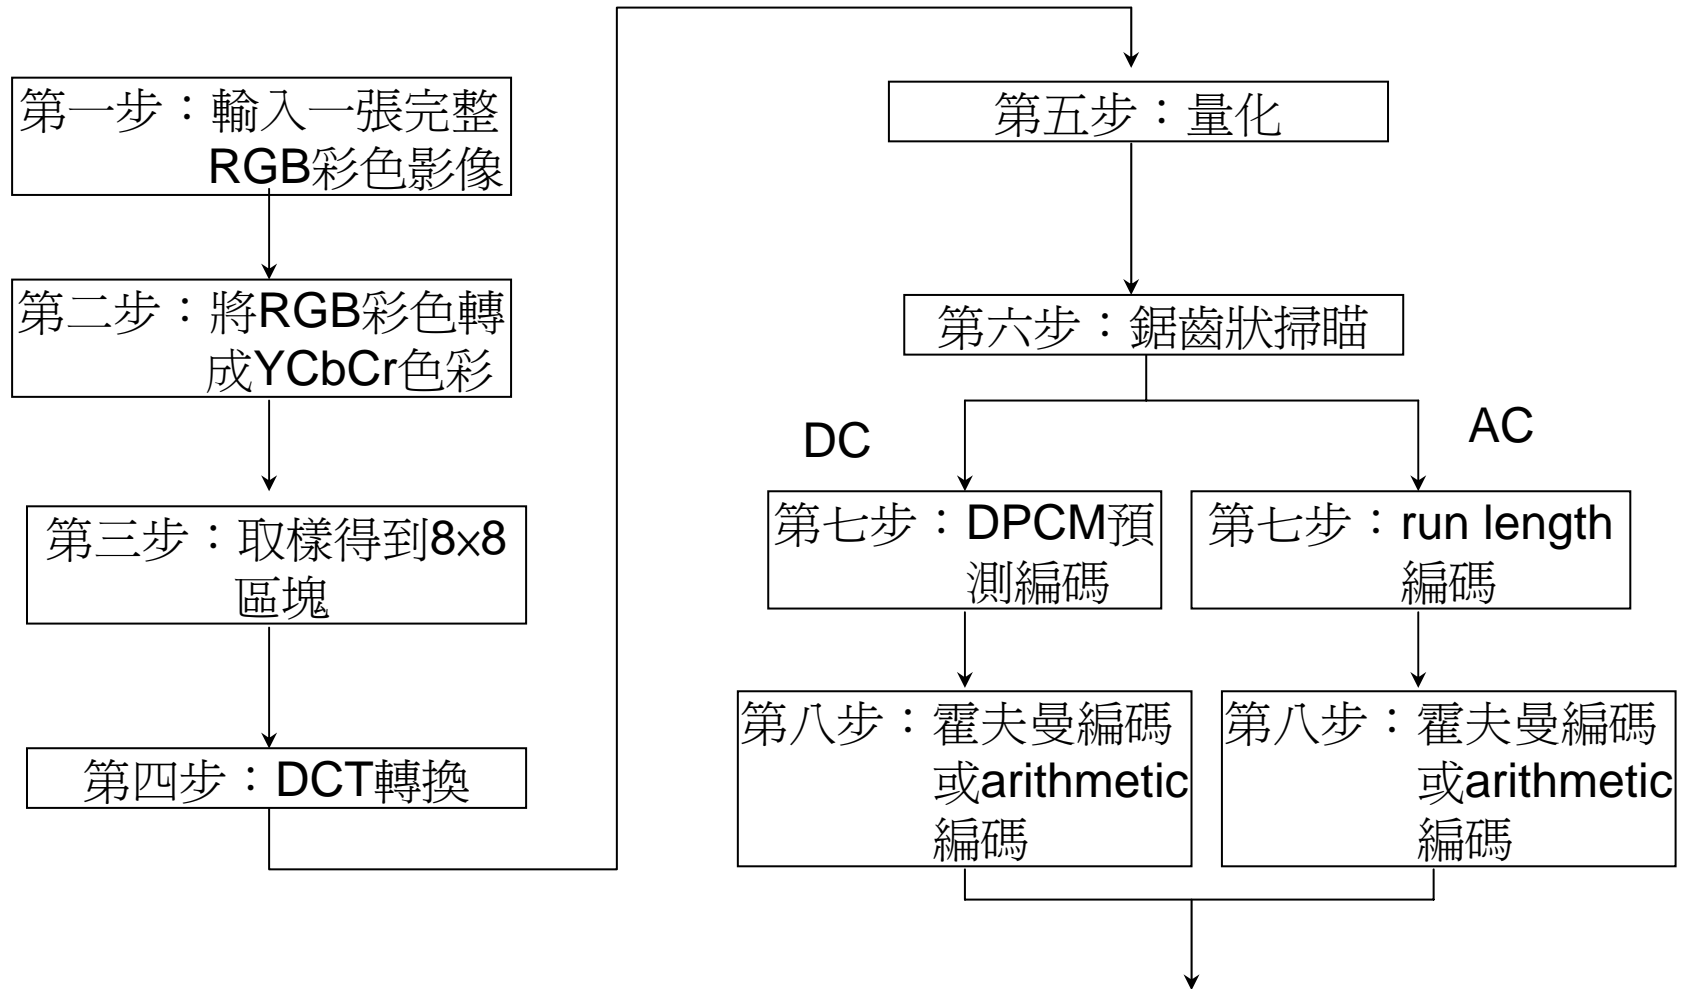 第一步：輸入一張完整
RGB彩色影像
第二步：將RGB彩色轉
成YCbCr色彩
第三步：取樣得到8×8
區塊
第四步：DCT轉換
第五步：量化
第六步：鋸齒狀掃瞄
DC
AC
第七步：DPCM預
測編碼
第七步：run length
編碼
第八步：霍夫曼編碼
或arithmetic
編碼
第八步：霍夫曼編碼
或arithmetic
編碼